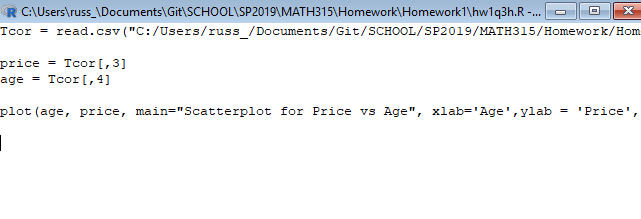 C:\Users\russ_\Documents\Git\SCHOOL\SP2019\MATH315\Homework\Homework1\hw1q3h.R -...
Tcor = read.csv("C:/Users/russ_/Documents/Git/SCHOOL/SP2019/MATH315/Homework/Hom
price = Tcor[,3]
age = Tcor[,4]
plot(age, price, main="Scatterplot for Price vs Age", xlab='Age',ylab = 'Price',